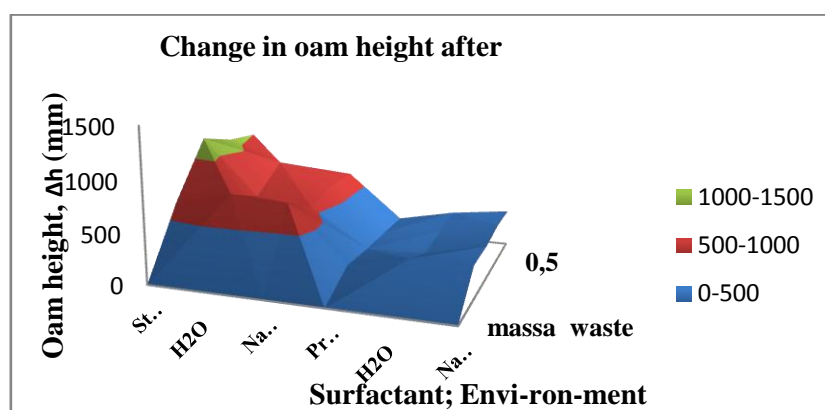 Change in oam height after
Oam height, Δh (mm)
1500
1000
500
0
St..
H2O
Na..
Pr..
H2O
Na..
0,5
massa waste
Surfactant; Envi-ron-ment
1000-1500
500-1000
0-500